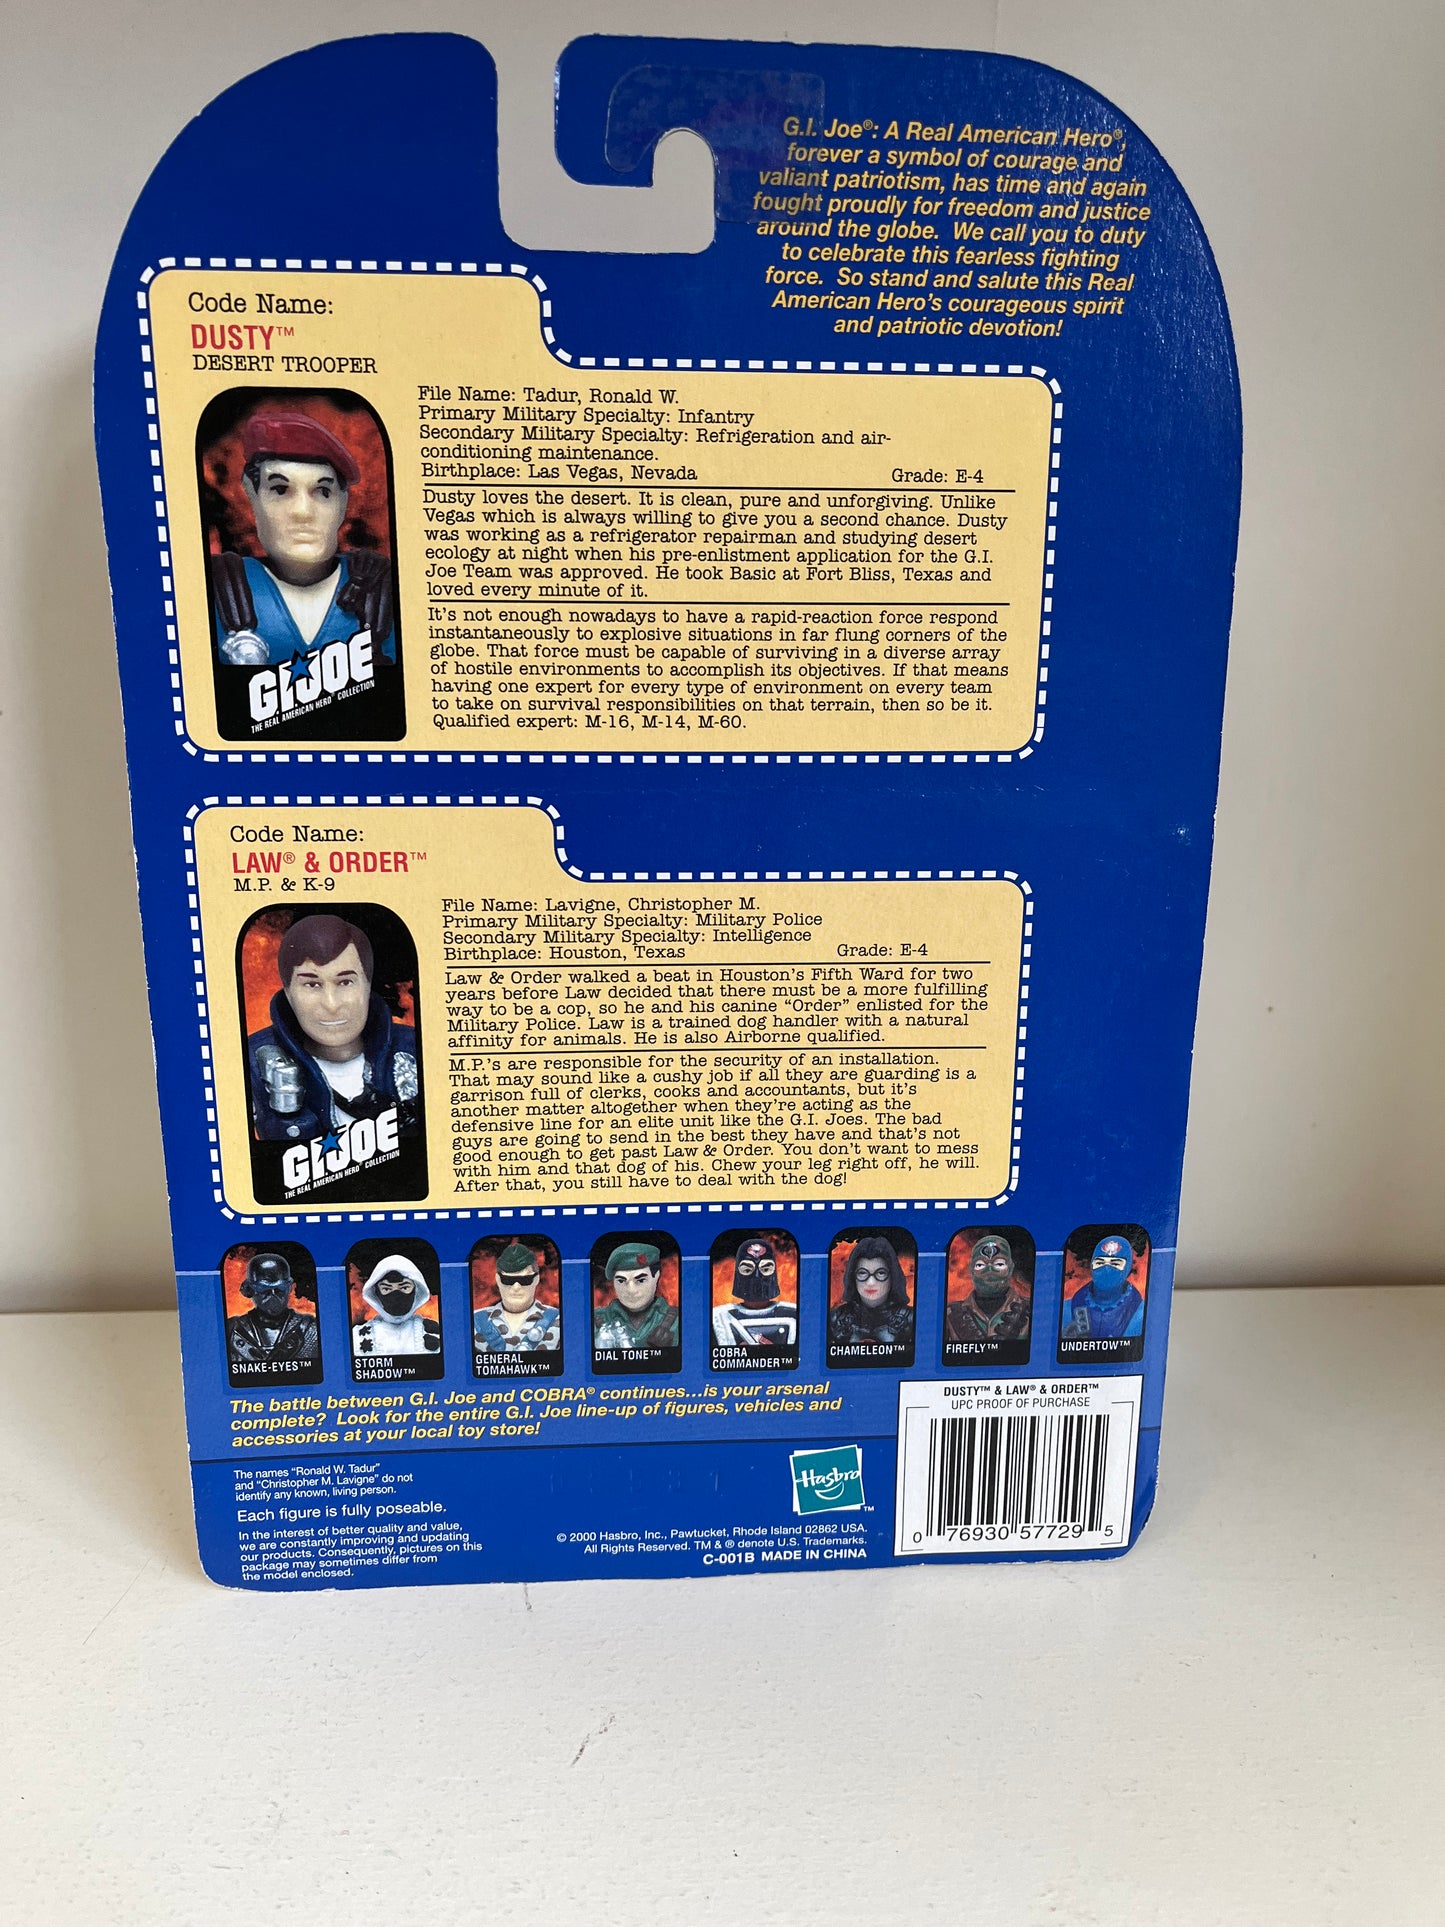 G.I. Joe®: A Real American Hero®,
forever a symbol of courage and
valiant patriotism, has time and again
fought proudly for freedom and justice
around the globe. We call you to duty
to celebrate this fearless fighting
force. So stand and salute this Real
American Hero's courageous spirit
and patriotic devotion!
Code Name:
DUSTY™
DESERT TROOPER
File Name: Tadur, Ronald W.
Primary Military Specialty: Infantry
Secondary Military Specialty: Refrigeration and air-
conditioning maintenance.
Birthplace: Las Vegas, Nevada Grade: E-4
Dusty loves the desert. It is clean, pure and unforgiving. Unlike
Vegas which is always willing to give you a second chance. Dusty
was working as a refrigerator repairman and studying desert
ecology at night when his pre-enlistment application for the G.I.
Joe Team was approved. He took Basic at Fort Bliss, Texas and
loved every minute of it.
It's not enough nowadays to have a rapid-reaction force respond
instantaneously to explosive situations in far flung corners of the
globe. That force must be capable of surviving in a diverse array
of hostile environments to accomplish its objectives. If that means
having one expert for every type of environment on every team
to take on survival responsibilities on that terrain, then so be it.
Qualified expert: M-16, M-14, M-60.
G.I.JOE®
THE REAL AMERICAN HERO® COLLECTION
Code Name:
LAW® & ORDER™
M.P. & K-9
File Name: Lavigne, Christopher M.
Primary Military Specialty: Military Police
Secondary Military Specialty: Intelligence
Birthplace: Houston, Texas Grade: E-4
Law & Order walked a beat in Houston's Fifth Ward for two
years before Law decided that there must be a more fulfilling
way to be a cop, so he and his canine "Order" enlisted for the
Military Police. Law is a trained dog handler with a natural
affinity for animals. He is also Airborne qualified.
M.P.'s are responsible for the security of an installation.
That may sound like a cushy job if all they are guarding is a
garrison full of clerks, cooks and accountants, but it's
another matter altogether when they're acting as the
defensive line for an elite unit like the G.I. Joes. The bad
guys are going to send in the best they have and that's not
good enough to get past Law & Order. You don't want to mess
with him and that dog of his. Chew your leg right off, he will.
After that, you still have to deal with the dog!
G.I.JOE®
THE REAL AMERICAN HERO® COLLECTION
SNAKE-EYES™
STORM
SHADOW™
GENERAL
TOMAHAWK™
DIAL TONE™
COBRA
COMMANDER™
CHAMELEON™
FIREFLY™
UNDERTOW™
The battle between G.I. Joe and COBRA® continues...is your arsenal
complete? Look for the entire G.I. Joe line-up of figures, vehicles and
accessories at your local toy store!
The names "Ronald W. Tadur"
and "Christopher M. Lavigne" do not
identify any known, living person.
Each figure is fully poseable.
In the interest of better quality and value,
we are constantly improving and updating
our products. Consequently, pictures on this
package may sometimes differ from
the model enclosed.
Hasbro™
© 2000 Hasbro, Inc., Pawtucket, Rhode Island 02862 USA.
All Rights Reserved. TM & ® denote U.S. Trademarks.
C-001B MADE IN CHINA
DUSTY™ & LAW® & ORDER™
UPC PROOF OF PURCHASE
0 76930 57729 5